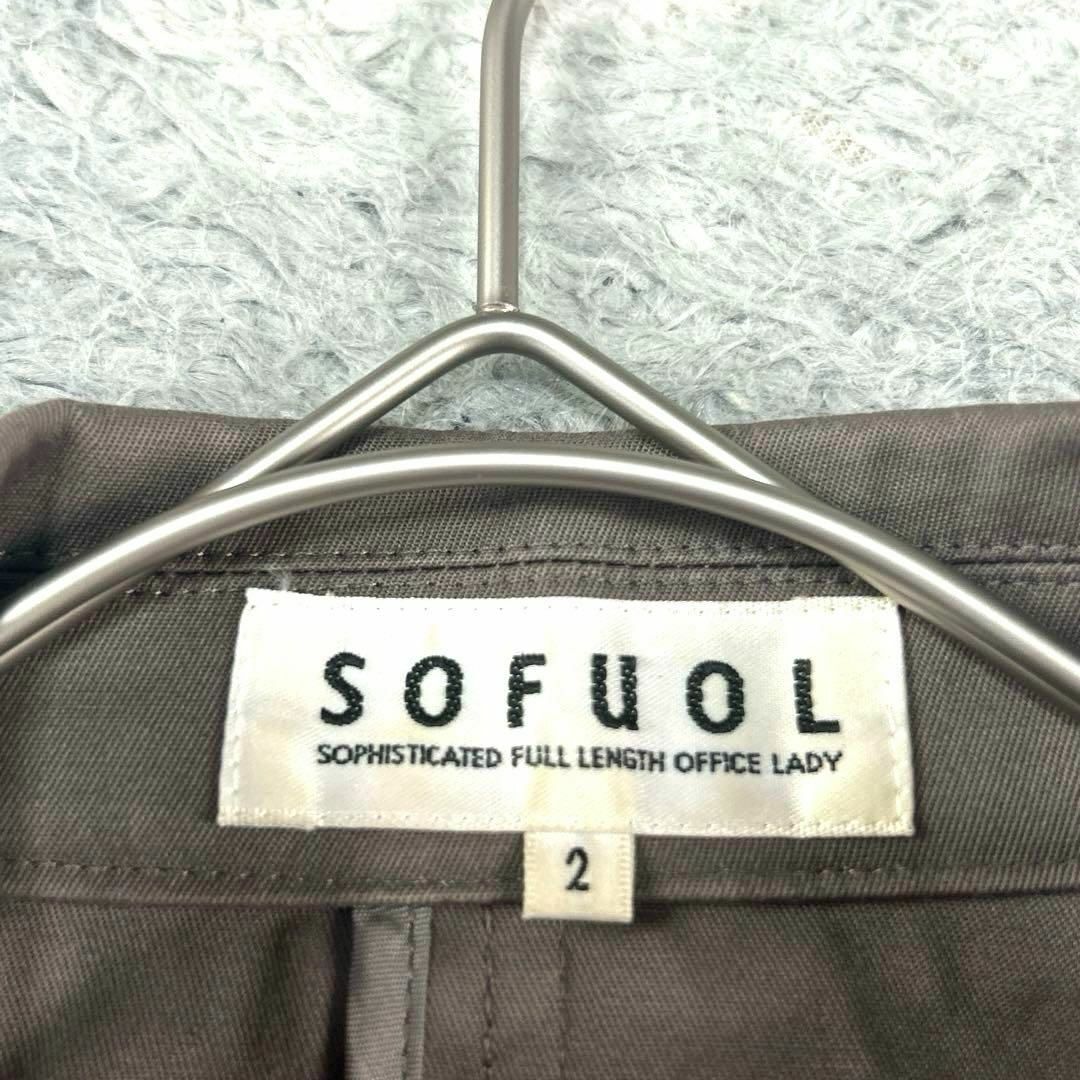 SOFUOL
SOPHISTICATED FULL LENGTH OFFICE LADY
2